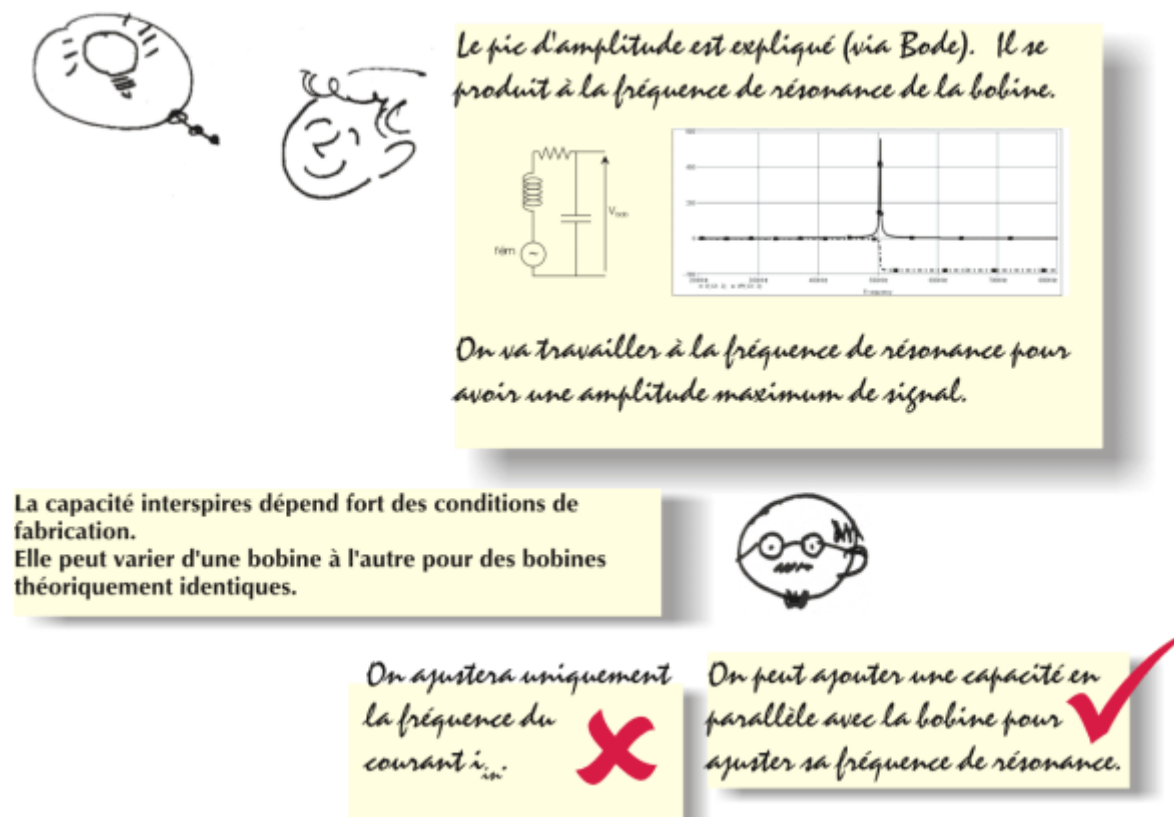 Le pic d'amplitude est expliqué (via Bode). Il se
produit à la fréquence de résonance de la bobine.
fém
~
On va travailler à la fréquence de résonance pour
avoir une amplitude maximum de signal.
La capacité interspires dépend fort des conditions de
fabrication.
Elle peut varier d'une bobine à l'autre pour des bobines
théoriquement identiques.
On ajustera uniquement
la fréquence du
courant i_in.
On peut ajouter une capacité en
parallèle avec la bobine pour
ajuster sa fréquence de résonance.